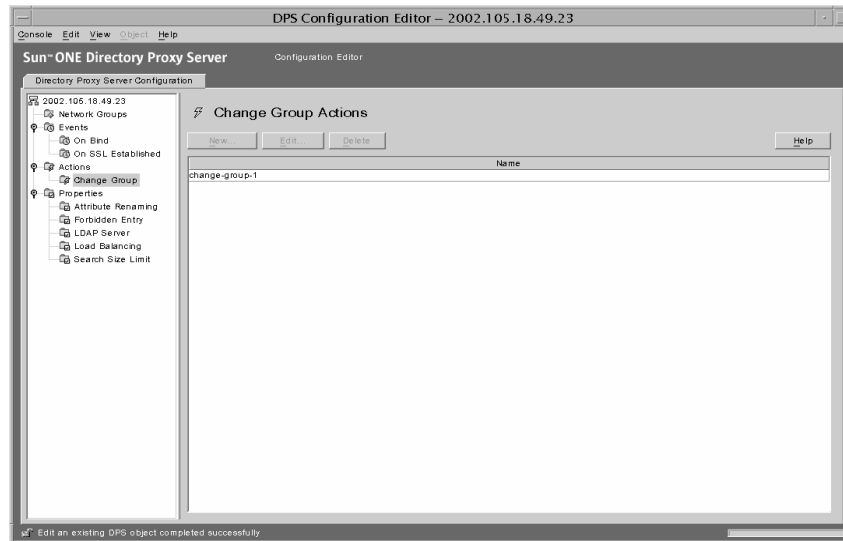 DPS Configuration Editor – 2002.105.18.49.23
Console Edit View Object Help
Sun™ ONE Directory Proxy Server Configuration Editor
Directory Proxy Server Configuration
2002.105.18.49.23
Network Groups
Events
On Bind
On SSL Established
Actions
Change Group
Properties
Attribute Renaming
Forbidden Entry
LDAP Server
Load Balancing
Search Size Limit
Change Group Actions
New... Edit... Delete Help
Name
change-group-1
Edit an existing DPS object completed successfully